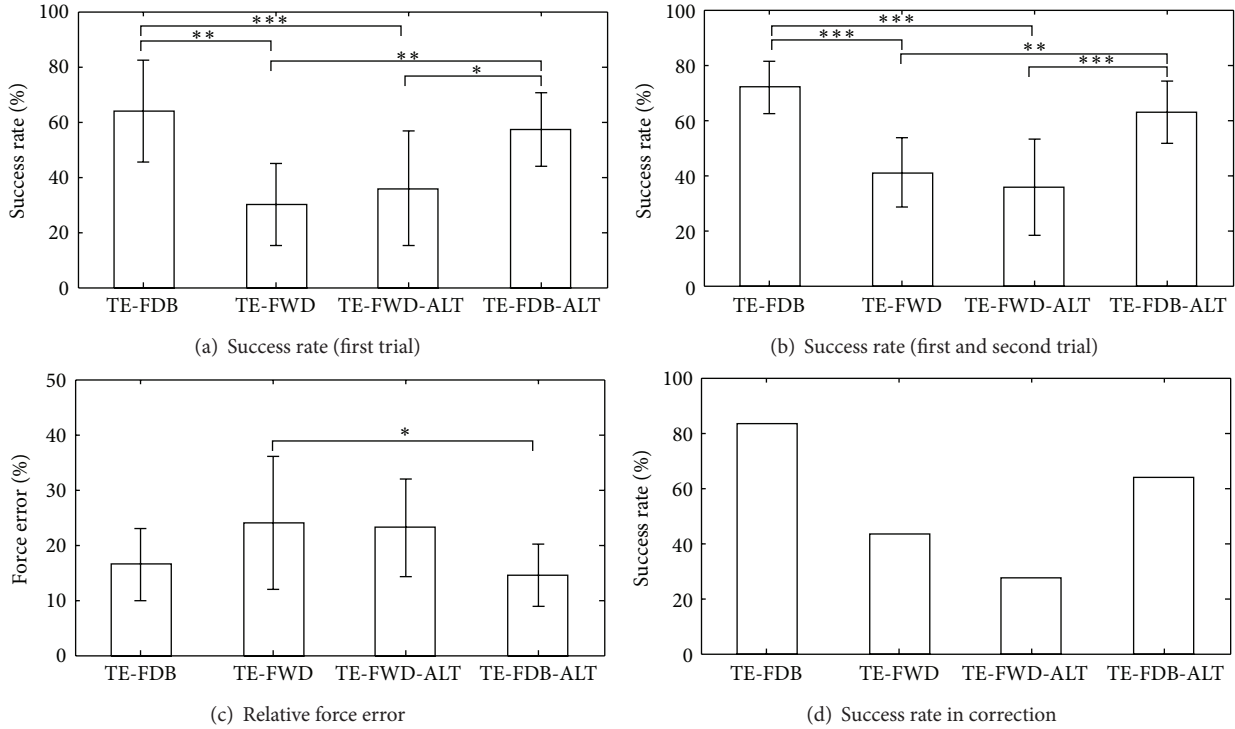 100
80
60
40
20
0
Success rate (%)
***
**
**
*
TE-FDB TE-FWD TE-FWD-ALT TE-FDB-ALT
(a) Success rate (first trial)
100
80
60
40
20
0
Success rate (%)
***
***
**
***
TE-FDB TE-FWD TE-FWD-ALT TE-FDB-ALT
(b) Success rate (first and second trial)
50
40
30
20
10
0
Force error (%)
*
TE-FDB TE-FWD TE-FWD-ALT TE-FDB-ALT
(c) Relative force error
100
80
60
40
20
0
Success rate (%)
TE-FDB TE-FWD TE-FWD-ALT TE-FDB-ALT
(d) Success rate in correction